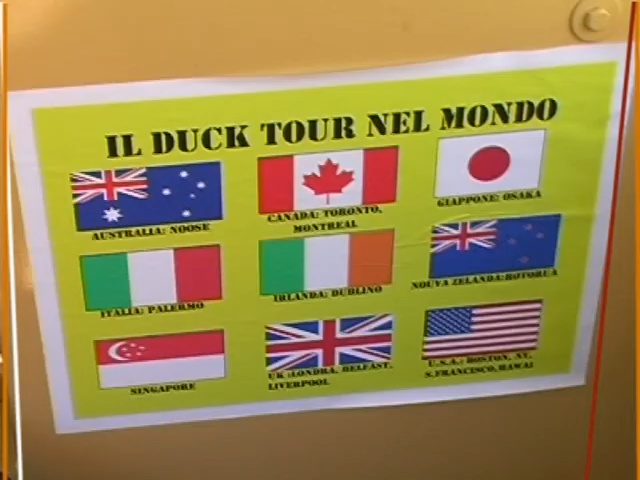 IL DUCK TOUR NEL MONDO
AUSTRALIA: NOOSE
CANADA: TORONTO,
MONTREAL
GIAPPONE: OSAKA
ITALIA: PALERMO
IRLANDA: DUBLINO
NOUVA ZELANDA:ROTORUA
SINGAPORE
UK :LONDRA, BELFAST,
LIVERPOOL
U.S.A.: BOSTON, NY,
S.FRANCISCO, HAWAI